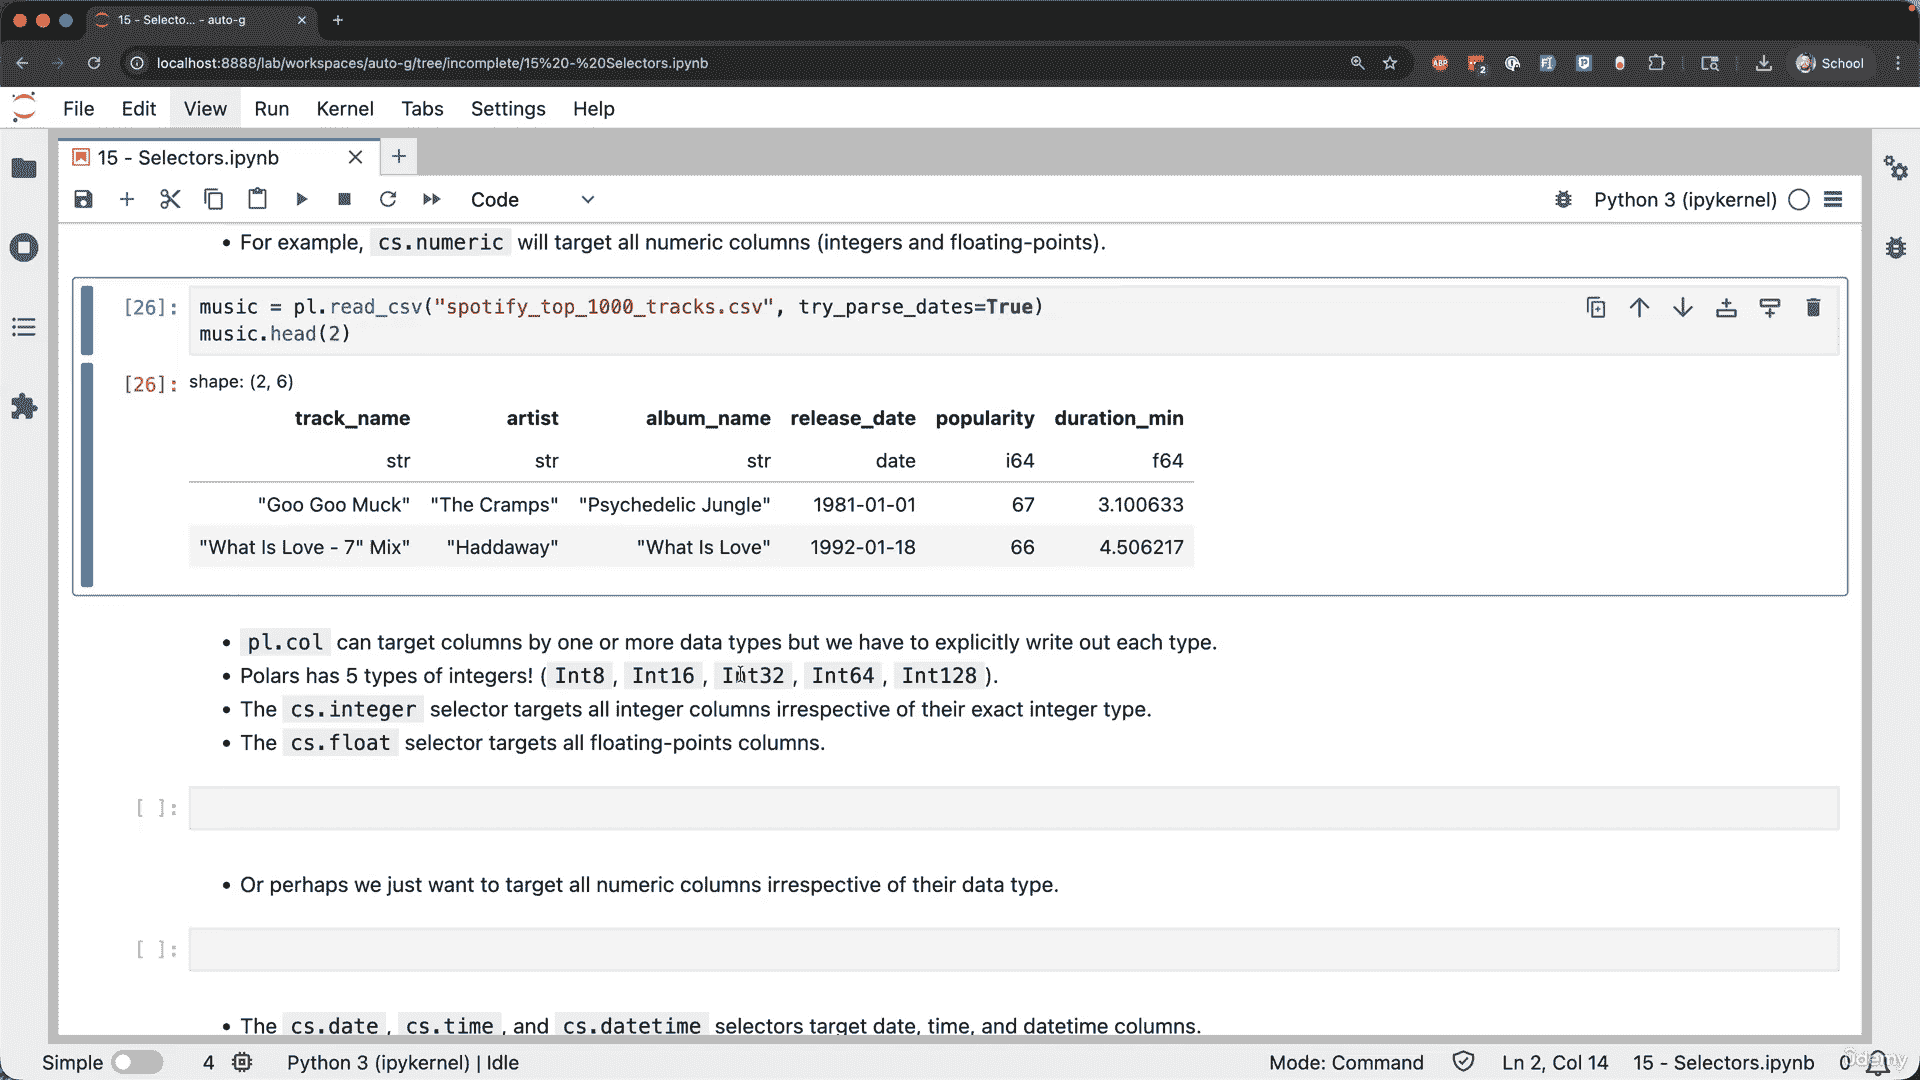 15 - Selecto... - auto-g
localhost:8888/lab/workspaces/auto-g/tree/incomplete/15%20-%20Selectors.ipynb
ABP
2
School
File Edit View Run Kernel Tabs Settings Help
15 - Selectors.ipynb
Code
Python 3 (ipykernel)
• For example, cs.numeric will target all numeric columns (integers and floating-points).
[26]: music = pl.read_csv("spotify_top_1000_tracks.csv", try_parse_dates=True)
music.head(2)
[26]: shape: (2, 6)
track_name artist album_name release_date popularity duration_min
str str str date i64 f64
"Goo Goo Muck" "The Cramps" "Psychedelic Jungle" 1981-01-01 67 3.100633
"What Is Love - 7" Mix" "Haddaway" "What Is Love" 1992-01-18 66 4.506217
• pl.col can target columns by one or more data types but we have to explicitly write out each type.
• Polars has 5 types of integers! ( Int8 , Int16 , Int32 , Int64 , Int128 ).
• The cs.integer selector targets all integer columns irrespective of their exact integer type.
• The cs.float selector targets all floating-points columns.
[ ]:
• Or perhaps we just want to target all numeric columns irrespective of their data type.
[ ]:
• The cs.date , cs.time , and cs.datetime selectors target date, time, and datetime columns.
Simple 4 Python 3 (ipykernel) | Idle Mode: Command Ln 2, Col 14 15 - Selectors.ipynb 0
ûdemy